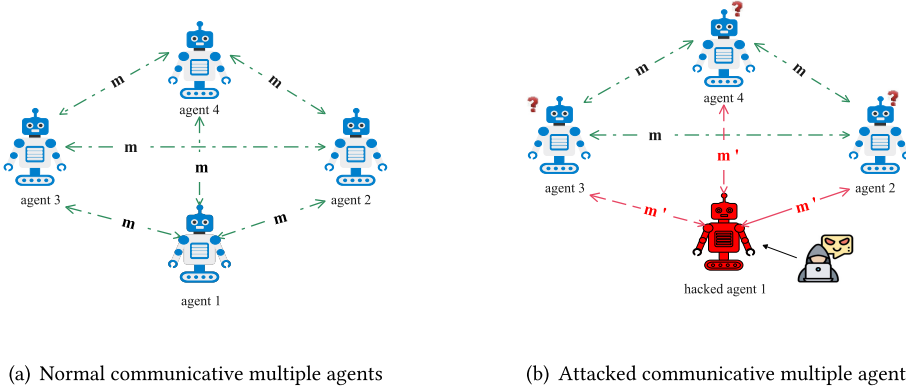 m
m
agent 4
m
agent 3
m
agent 2
m
m
agent 1
(a) Normal communicative multiple agents
?
m
m
agent 4
?
?
m
m '
agent 3
agent 2
m '
m '
hacked agent 1
(b) Attacked communicative multiple agent